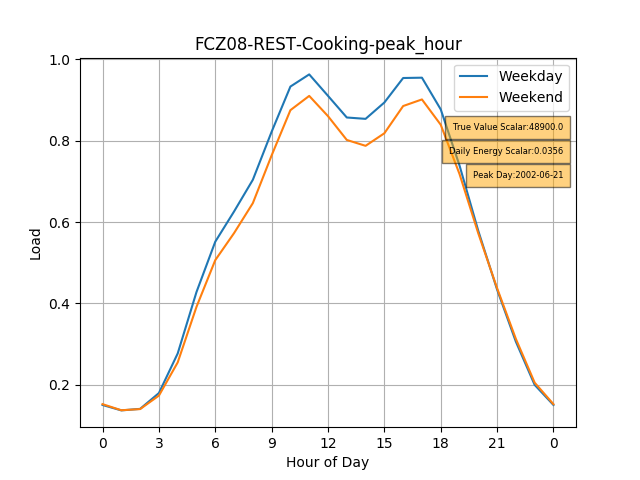 FCZ08-REST-Cooking-peak_hour
1.0
0.8
0.6
0.4
0.2
Load
Weekday
Weekend
True Value Scalar:48900.0
Daily Energy Scalar:0.0356
Peak Day:2002-06-21
0 3 6 9 12 15 18 21 0
Hour of Day